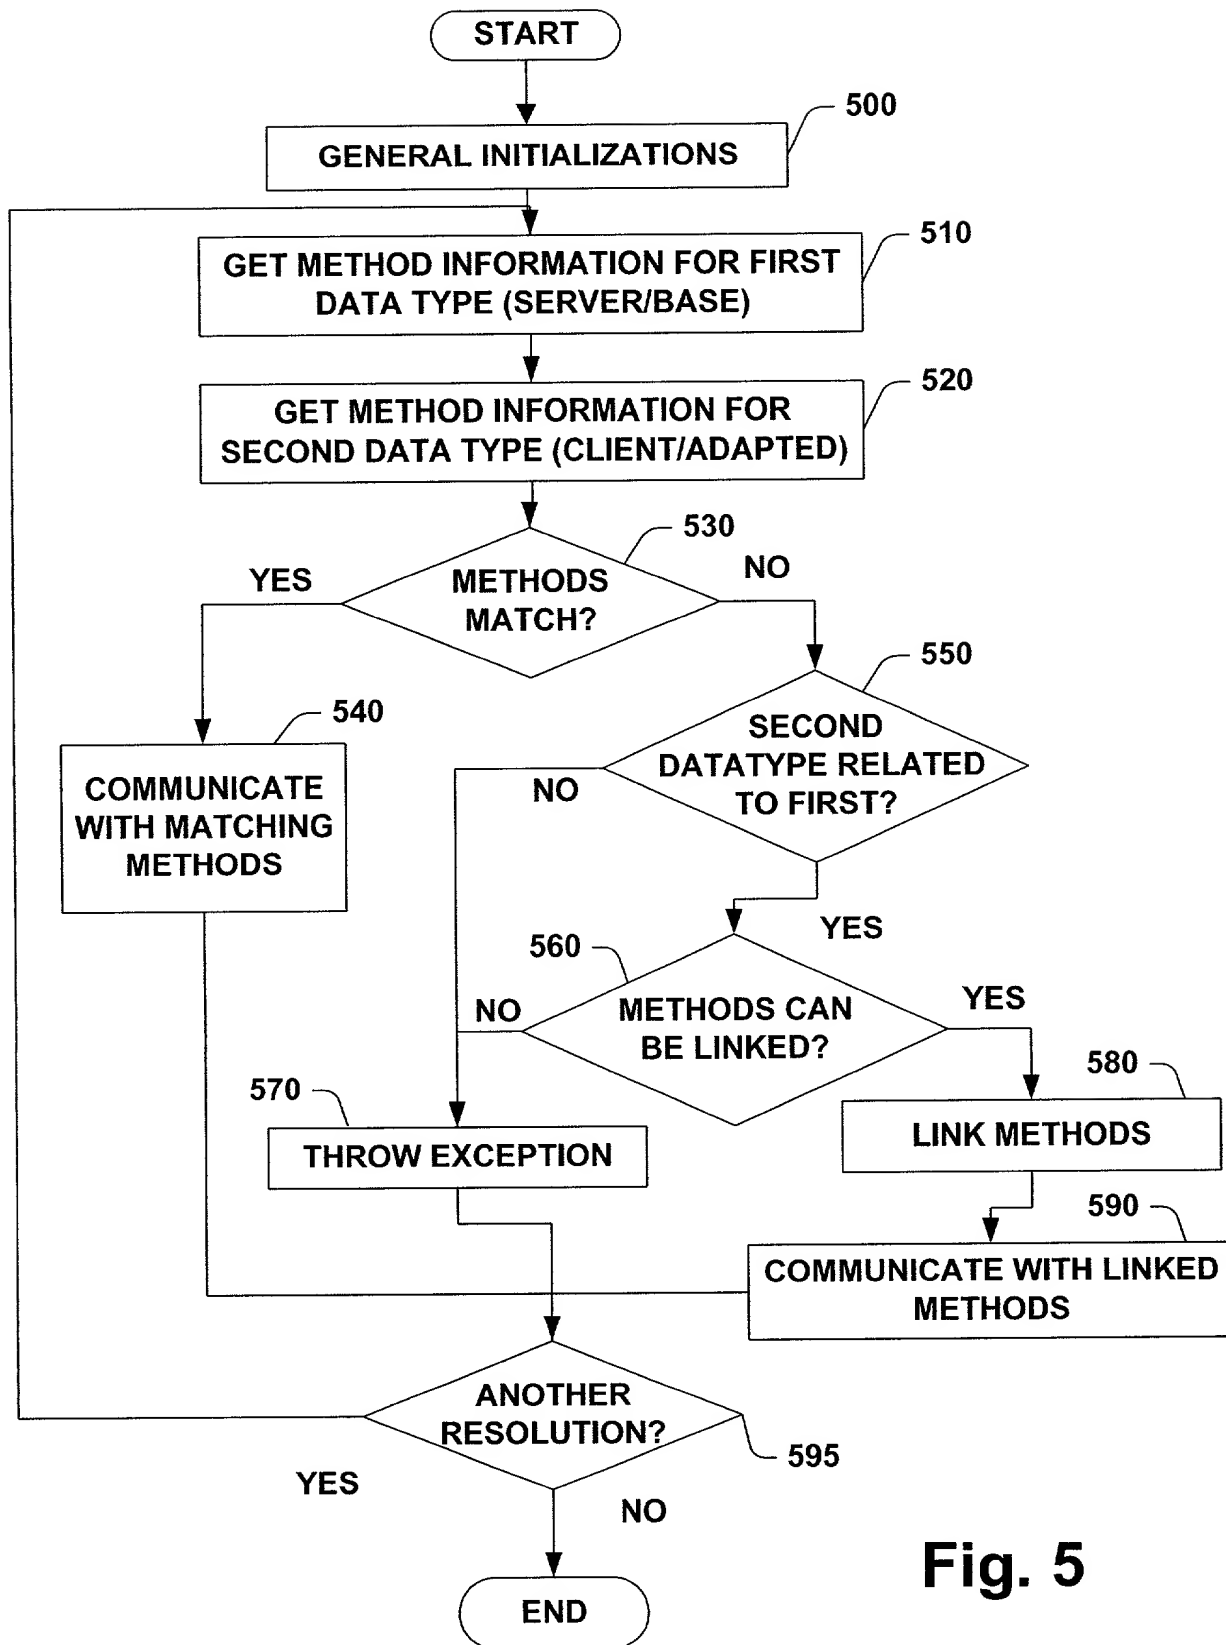 START
500
GENERAL INITIALIZATIONS
510
GET METHOD INFORMATION FOR FIRST
DATA TYPE (SERVER/BASE)
520
GET METHOD INFORMATION FOR
SECOND DATA TYPE (CLIENT/ADAPTED)
530
YES
NO
METHODS
MATCH?
550
540
SECOND
DATATYPE RELATED
TO FIRST?
NO
COMMUNICATE
WITH MATCHING
METHODS
YES
560
NO
YES
METHODS CAN
BE LINKED?
580
570
LINK METHODS
THROW EXCEPTION
590
COMMUNICATE WITH LINKED
METHODS
ANOTHER
RESOLUTION?
595
YES
NO
Fig. 5
END